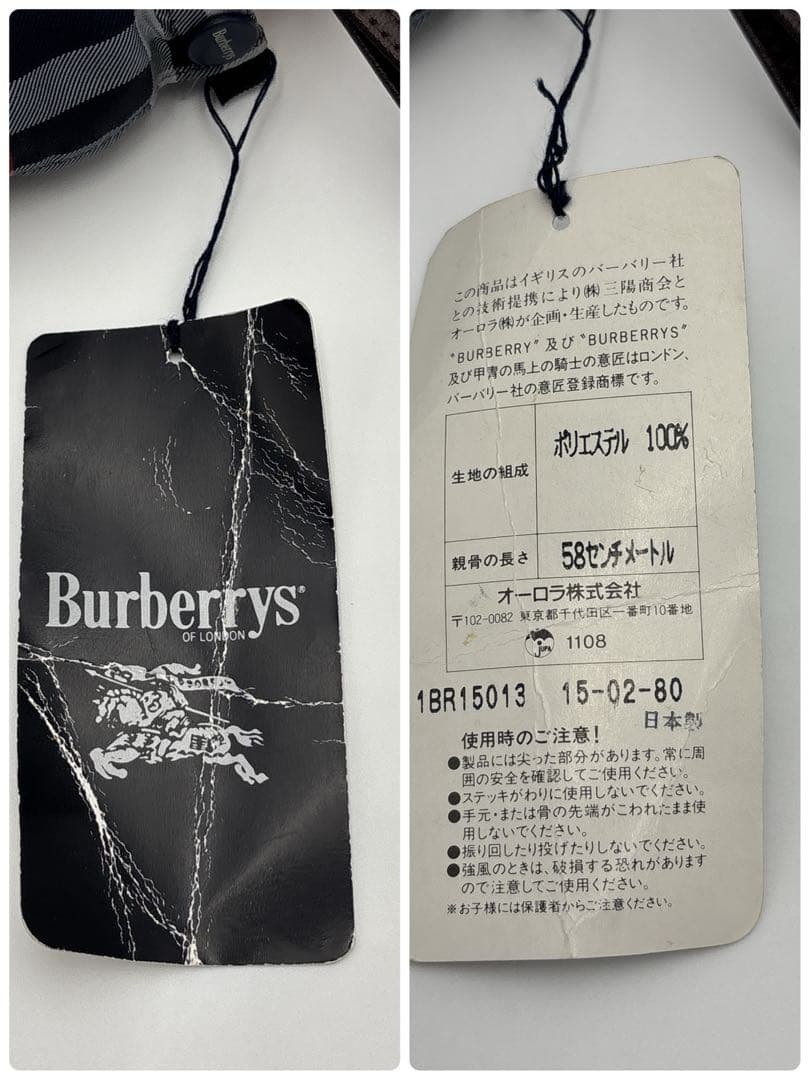 Burberrys
Burberrys®
OF LONDON
この商品はイギリスのバーバリー社
との技術提携により㈱三陽商会と
オーロラ㈱が企画・生産したものです。
"BURBERRY" 及び "BURBERRYS"
及び甲冑の馬上の騎士の意匠はロンドン、
バーバリー社の意匠登録商標です。
生地の組成
ポリエステル 100%
親骨の長さ
58センチメートル
オーロラ株式会社
〒102-0082 東京都千代田区一番町10番地
JUPA 1108
1BR15013 15-02-80
日本製
使用時のご注意!
●製品には尖った部分があります。常に周
囲の安全を確認してご使用ください。
●ステッキがわりに使用しないでください。
●手元・または骨の先端がこわれたまま使
用しないでください。
●振り回したり投げたりしないでください。
●強風のときは、破損する恐れがあります
ので注意してご使用ください。
※お子様には保護者からご注意ください。